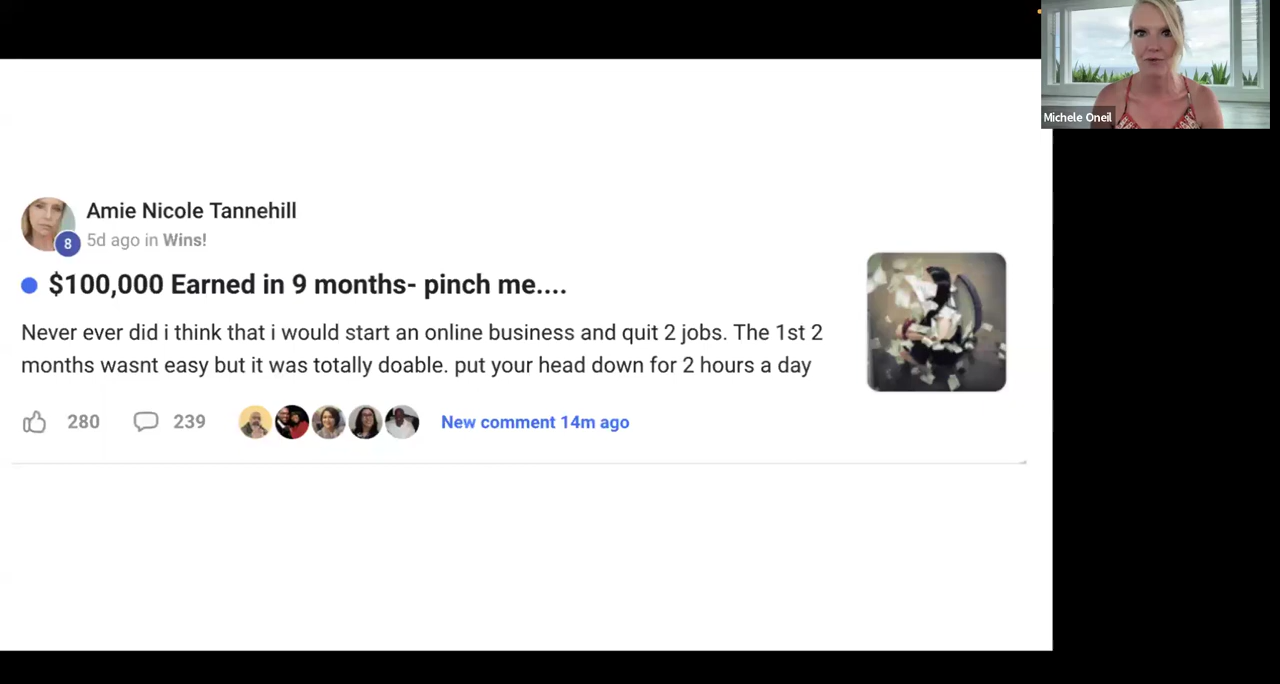 Michele Oneil
Amie Nicole Tannehill
8
5d ago in Wins!
$100,000 Earned in 9 months- pinch me....
Never ever did i think that i would start an online business and quit 2 jobs. The 1st 2
months wasnt easy but it was totally doable. put your head down for 2 hours a day
280 239 New comment 14m ago